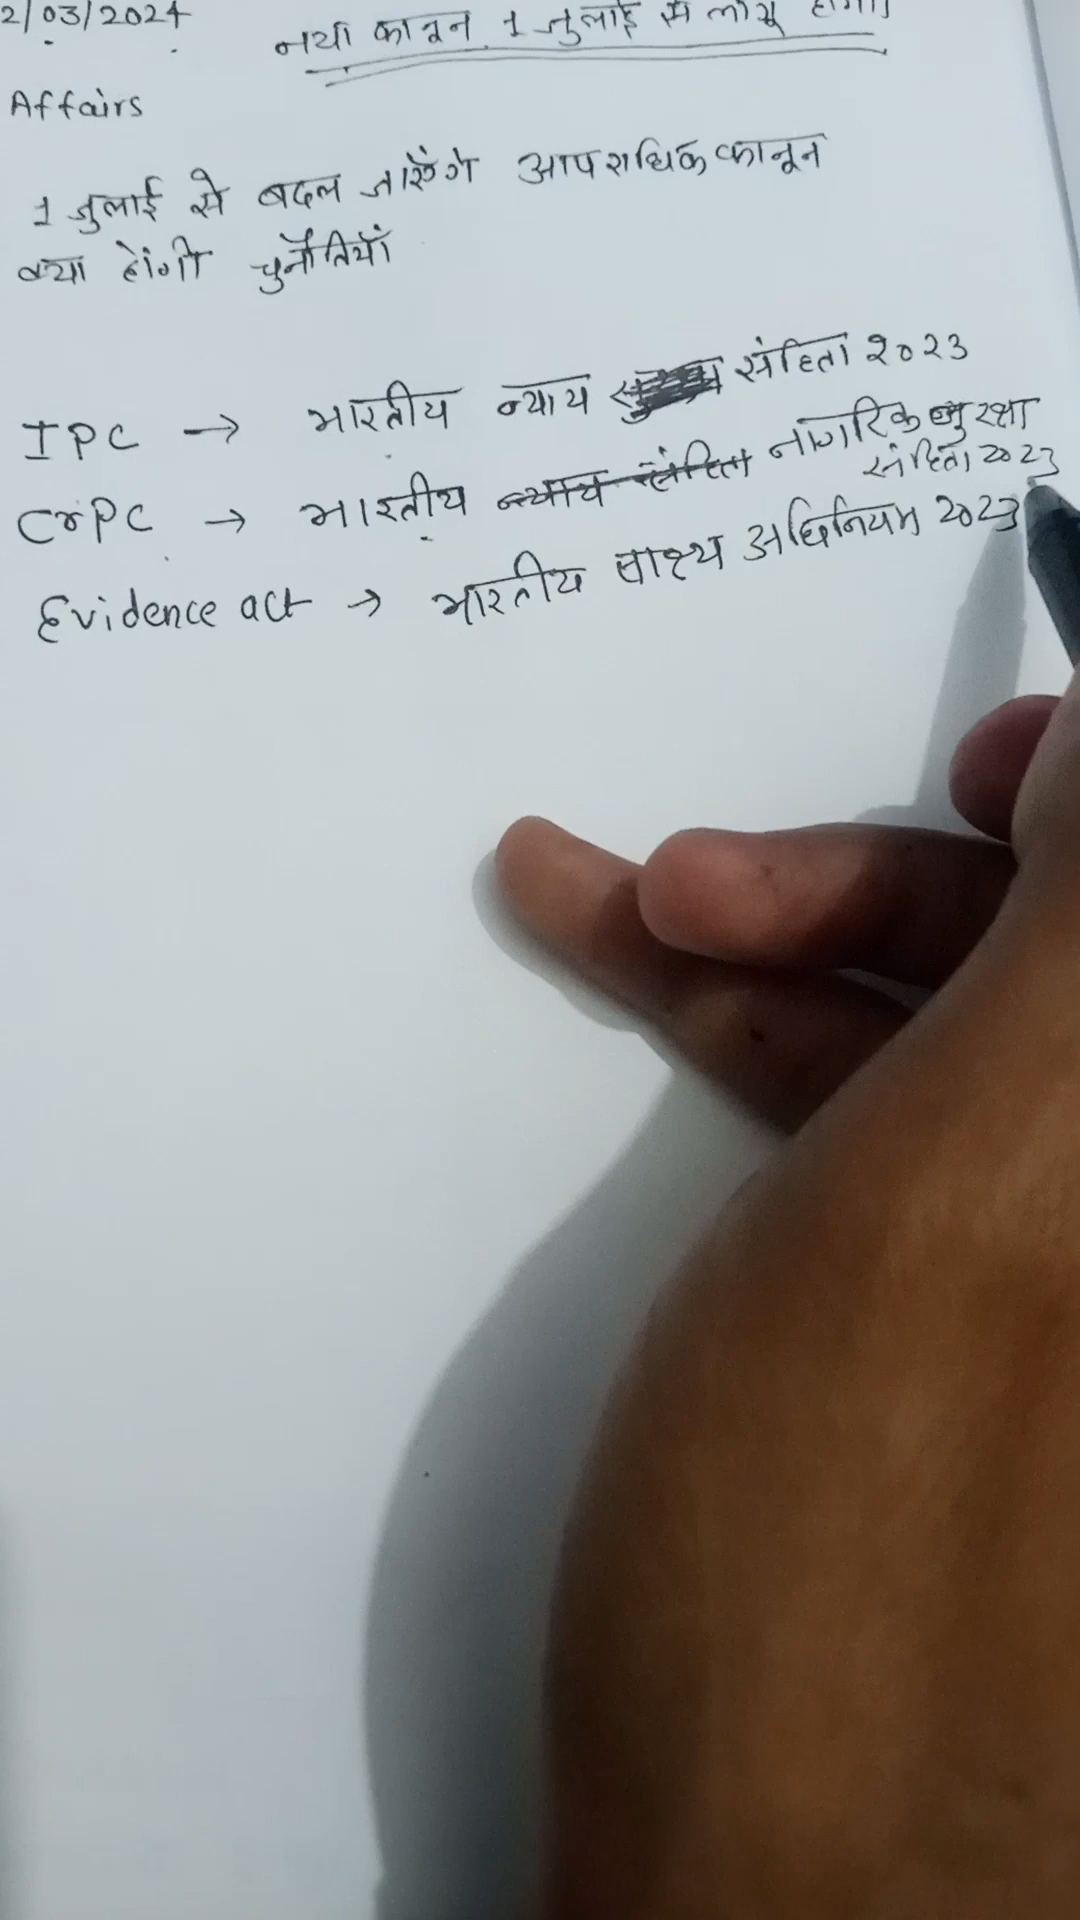 2/03/2024
नया कानून 1 जुलाई से लागू होगा
Affairs
1 जुलाई से बदल जाएंगे आपराधिक कानून
क्या होंगी चुनौतियाँ
IPC → भारतीय न्याय संहिता 2023
CrPC → भारतीय न्याय संहिता नागरिक सुरक्षा
संहिता 2023
Evidence act → भारतीय साक्ष्य अधिनियम 2023